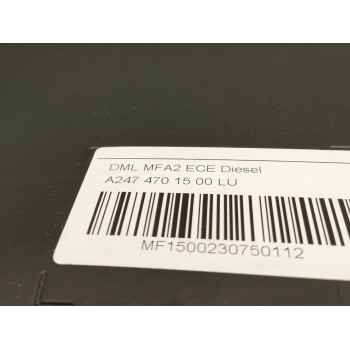 DML MFA2 ECE Diesel
A247 470 15 00 LU
MF1500230750112